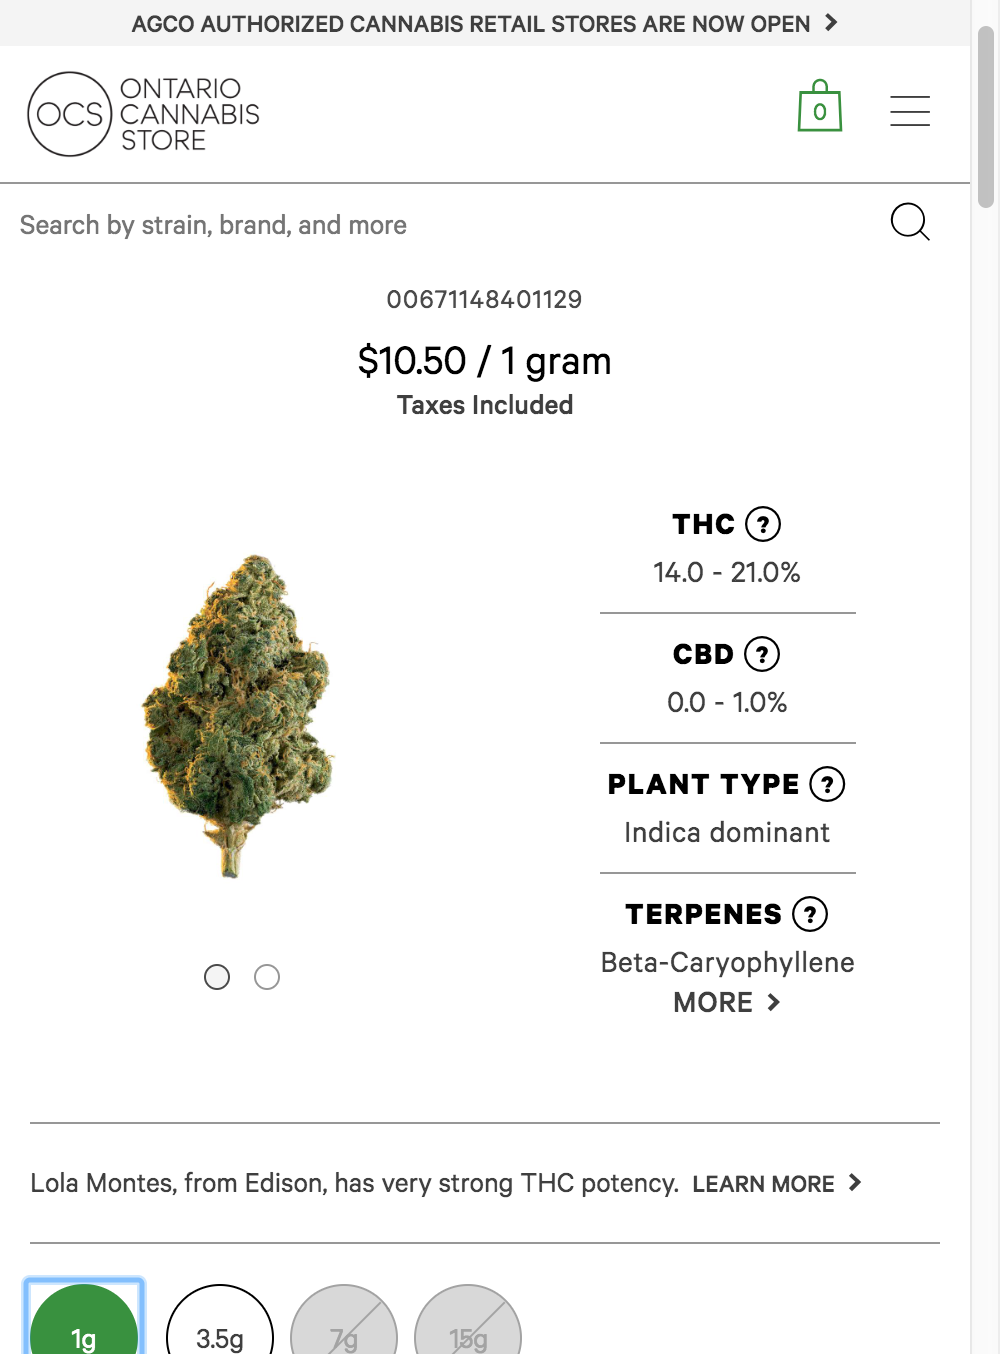 AGCO AUTHORIZED CANNABIS RETAIL STORES ARE NOW OPEN
OCS
ONTARIO
CANNABIS
STORE
0
Search by strain, brand, and more
00671148401129
$10.50 / 1 gram
Taxes Included
THC ?
14.0 - 21.0%
CBD ?
0.0 - 1.0%
PLANT TYPE ?
Indica dominant
TERPENES ?
Beta-Caryophyllene
MORE >
Lola Montes, from Edison, has very strong THC potency. LEARN MORE >
1g 3.5g 7g 15g